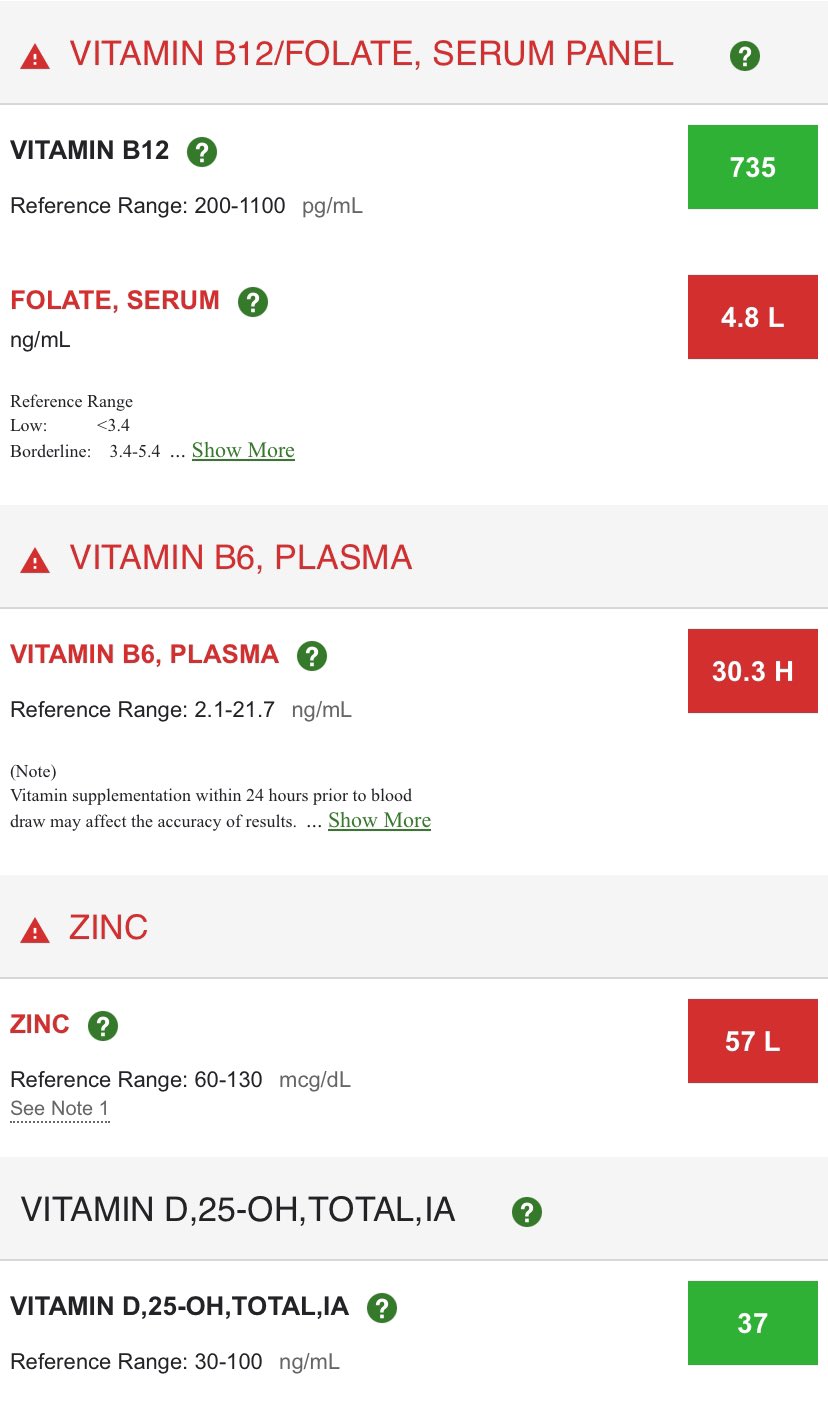 VITAMIN B12/FOLATE, SERUM PANEL ?
VITAMIN B12 ?
735
Reference Range: 200-1100 pg/mL
FOLATE, SERUM ?
4.8 L
ng/mL
Reference Range
Low: <3.4
Borderline: 3.4-5.4 ... Show More
VITAMIN B6, PLASMA
VITAMIN B6, PLASMA ?
30.3 H
Reference Range: 2.1-21.7 ng/mL
(Note)
Vitamin supplementation within 24 hours prior to blood
draw may affect the accuracy of results. ... Show More
ZINC
ZINC ?
57 L
Reference Range: 60-130 mcg/dL
See Note 1
VITAMIN D,25-OH,TOTAL,IA ?
VITAMIN D,25-OH,TOTAL,IA ?
37
Reference Range: 30-100 ng/mL